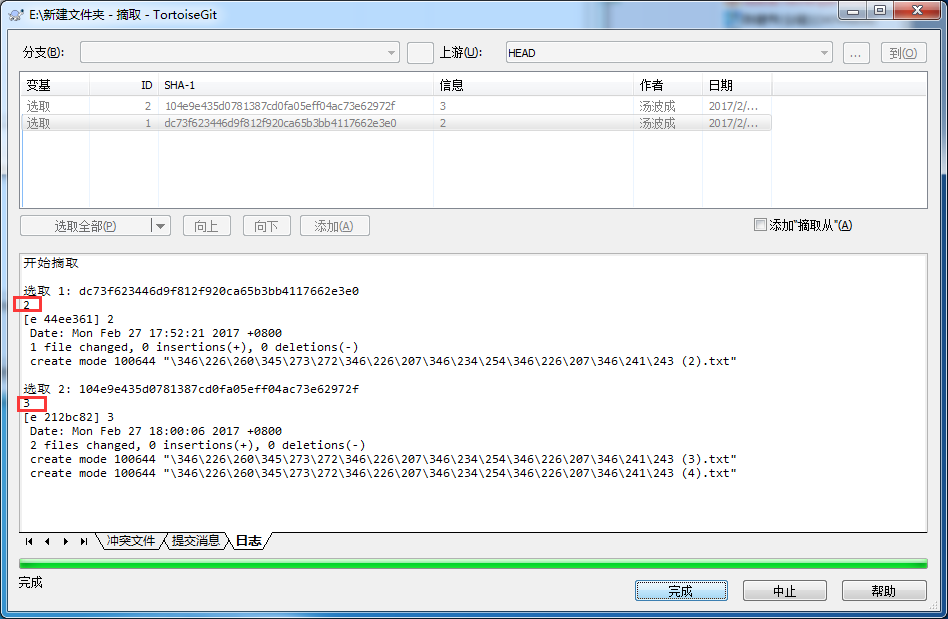 E:\新建文件夹 - 摘取 - TortoiseGit
分支(B): 上游(U): HEAD ... 到(O)
变基 ID SHA-1 信息 作者 日期
选取 2 104e9e435d0781387cd0fa05eff04ac73e62972f 3 汤波成 2017/2/...
选取 1 dc73f623446d9f812f920ca65b3bb4117662e3e0 2 汤波成 2017/2/...
选取全部(P) 向上 向下 添加(A) 添加"摘取从"(A)
开始摘取
选取 1: dc73f623446d9f812f920ca65b3bb4117662e3e0
2
[e 44ee361] 2
Date: Mon Feb 27 17:52:21 2017 +0800
1 file changed, 0 insertions(+), 0 deletions(-)
create mode 100644 "\346\226\260\345\273\272\346\226\207\346\234\254\346\226\207\346\241\243 (2).txt"
选取 2: 104e9e435d0781387cd0fa05eff04ac73e62972f
3
[e 212bc82] 3
Date: Mon Feb 27 18:00:06 2017 +0800
2 files changed, 0 insertions(+), 0 deletions(-)
create mode 100644 "\346\226\260\345\273\272\346\226\207\346\234\254\346\226\207\346\241\243 (3).txt"
create mode 100644 "\346\226\260\345\273\272\346\226\207\346\234\254\346\226\207\346\241\243 (4).txt"
冲突文件 提交消息 日志
完成
完成 中止 帮助